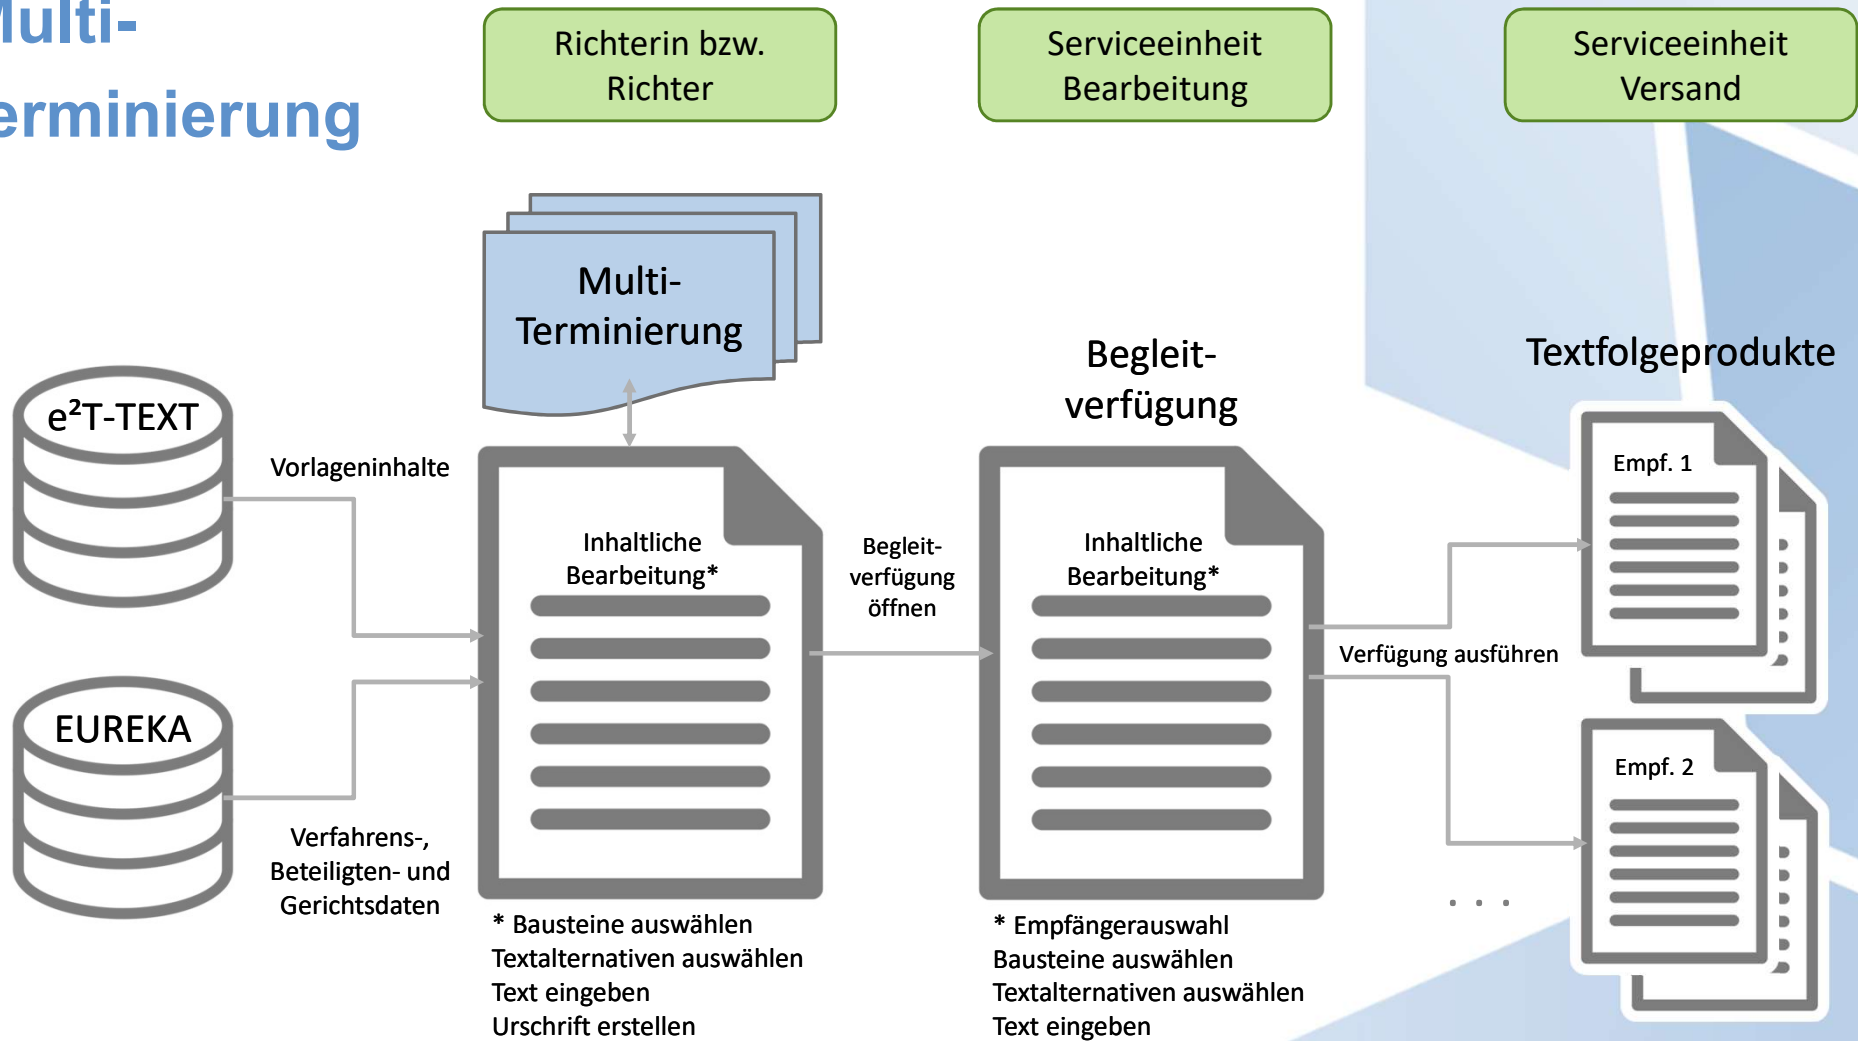 Multi-
erminierung
Richterin bzw.
Richter
Serviceeinheit
Bearbeitung
Serviceeinheit
Versand
Multi-
Terminierung
Begleit-
verfügung
Textfolgeprodukte
e²T-TEXT
Vorlageninhalte
EUREKA
Verfahrens-,
Beteiligten- und
Gerichtsdaten
Inhaltliche
Bearbeitung*
Begleit-
verfügung
öffnen
Inhaltliche
Bearbeitung*
Verfügung ausführen
Empf. 1
Empf. 2
. . .
* Bausteine auswählen
Textalternativen auswählen
Text eingeben
Urschrift erstellen
* Empfängerauswahl
Bausteine auswählen
Textalternativen auswählen
Text eingeben